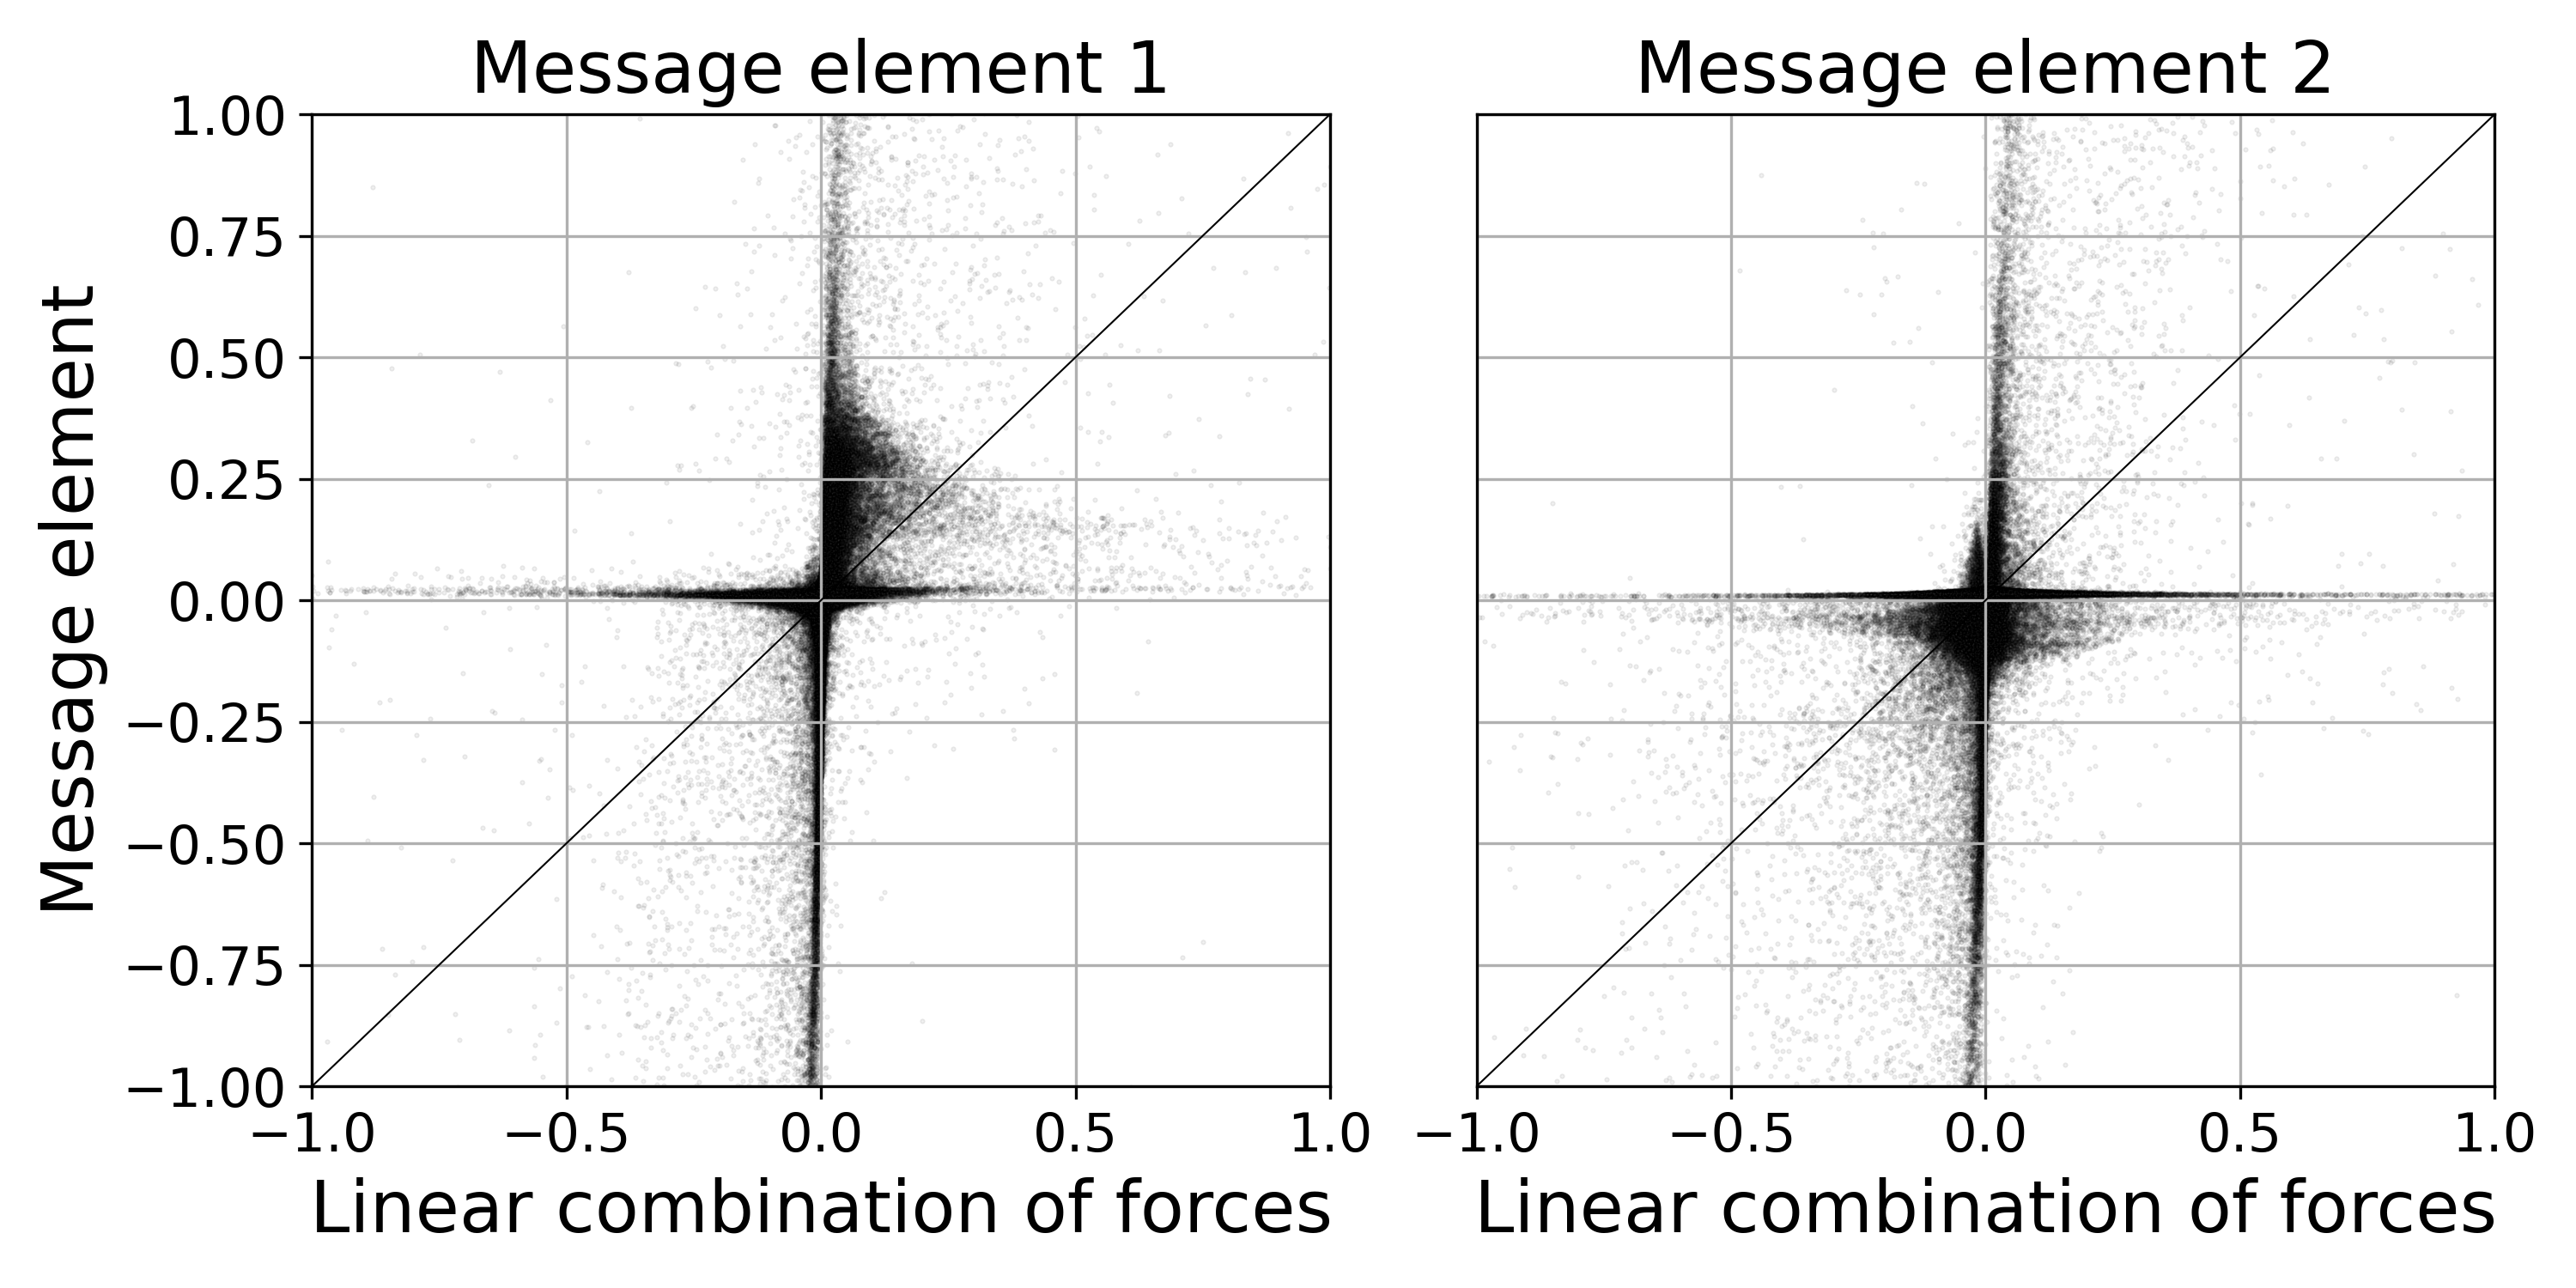 Message element 1
Message element 2
Message element
1.00
0.75
0.50
0.25
0.00
−0.25
−0.50
−0.75
−1.00
−1.0 −0.5 0.0 0.5 1.0
−1.0 −0.5 0.0 0.5 1.0
Linear combination of forces
Linear combination of forces